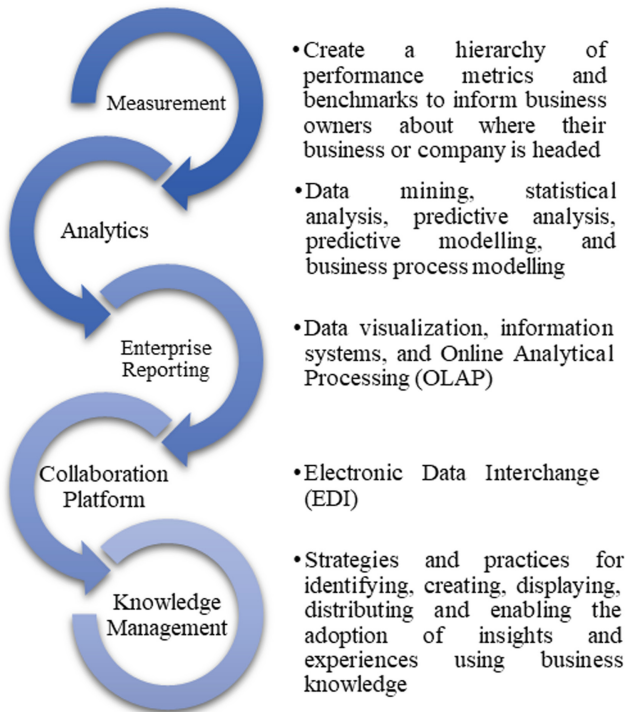 Measurement
• Create a hierarchy of
performance metrics and
benchmarks to inform business
owners about where their
business or company is headed
Analytics
• Data mining, statistical
analysis, predictive analysis,
predictive modelling, and
business process modelling
Enterprise
Reporting
• Data visualization, information
systems, and Online Analytical
Processing (OLAP)
Collaboration
Platform
• Electronic Data Interchange
(EDI)
Knowledge
Management
• Strategies and practices for
identifying, creating, displaying,
distributing and enabling the
adoption of insights and
experiences using business
knowledge